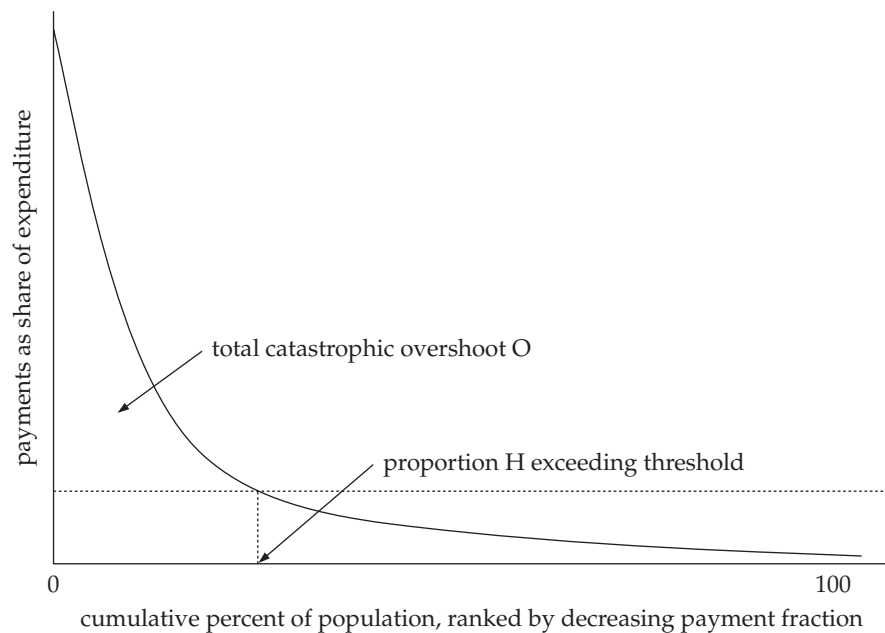 payments as share of expenditure
total catastrophic overshoot O
proportion H exceeding threshold
0
100
cumulative percent of population, ranked by decreasing payment fraction